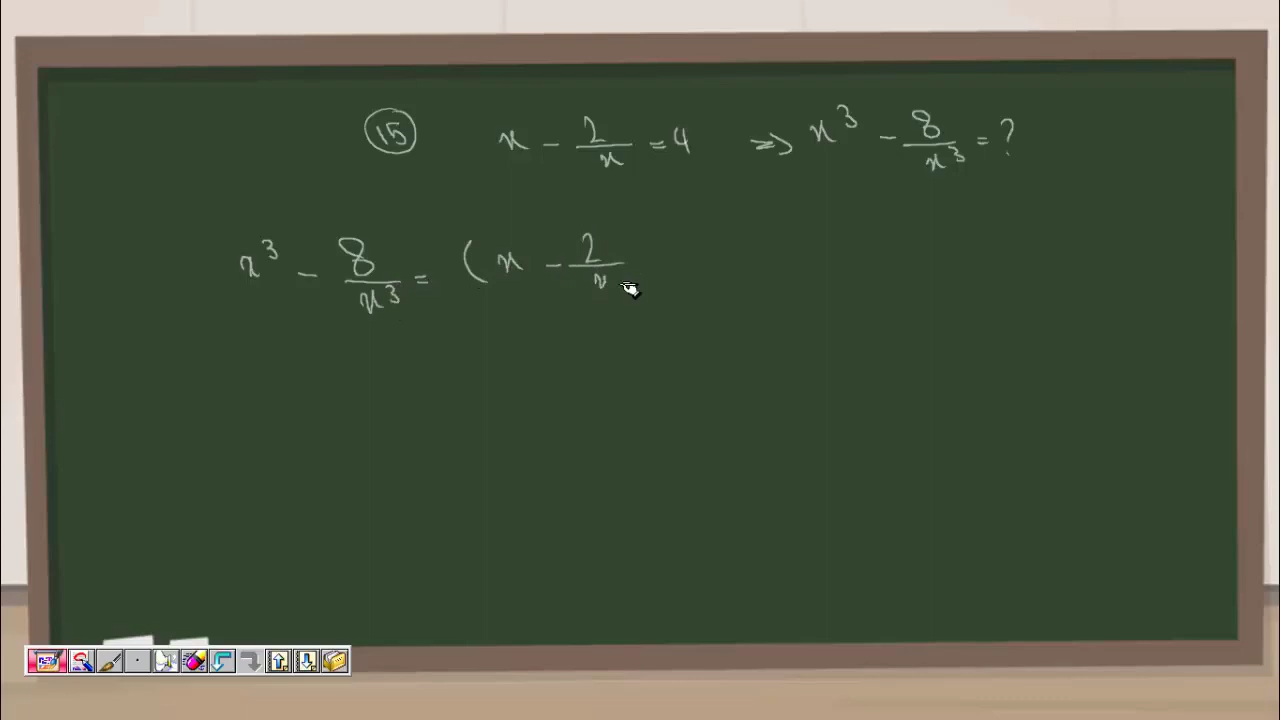 ⑮ x - 2/x = 4 => x³ - 8/x³ = ?
x³ - 8/x³ = ( x - 2/x